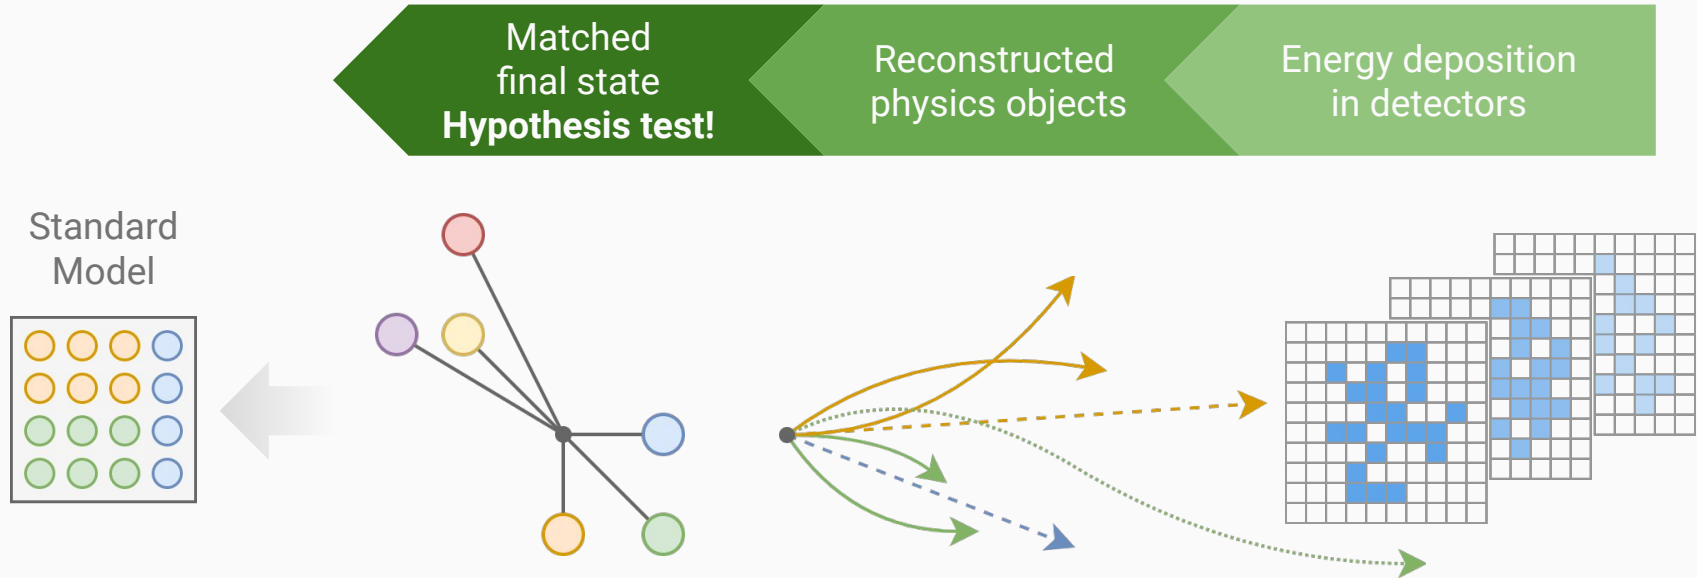 Matched
final state
Hypothesis test!
Reconstructed
physics objects
Energy deposition
in detectors
Standard
Model